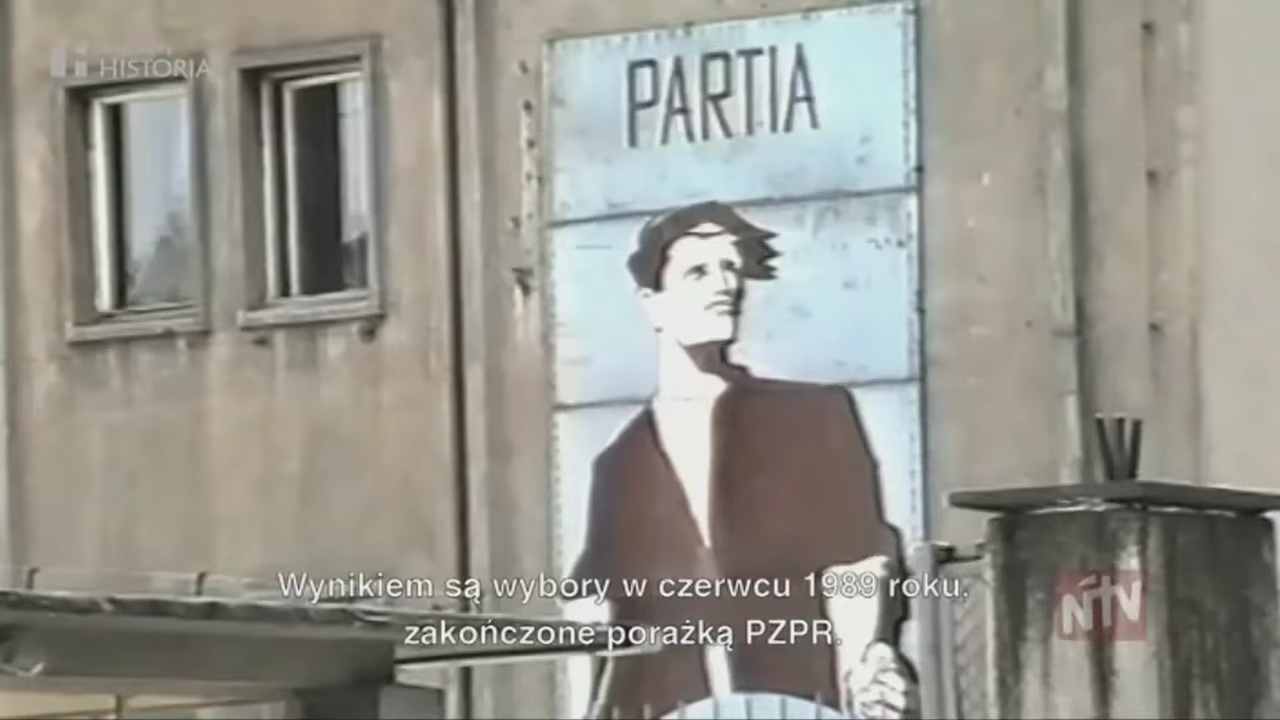 HISTORIA
PARTIA
Wynikiem są wybory w czerwcu 1989 roku,
zakończone porażką PZPR.
NTV